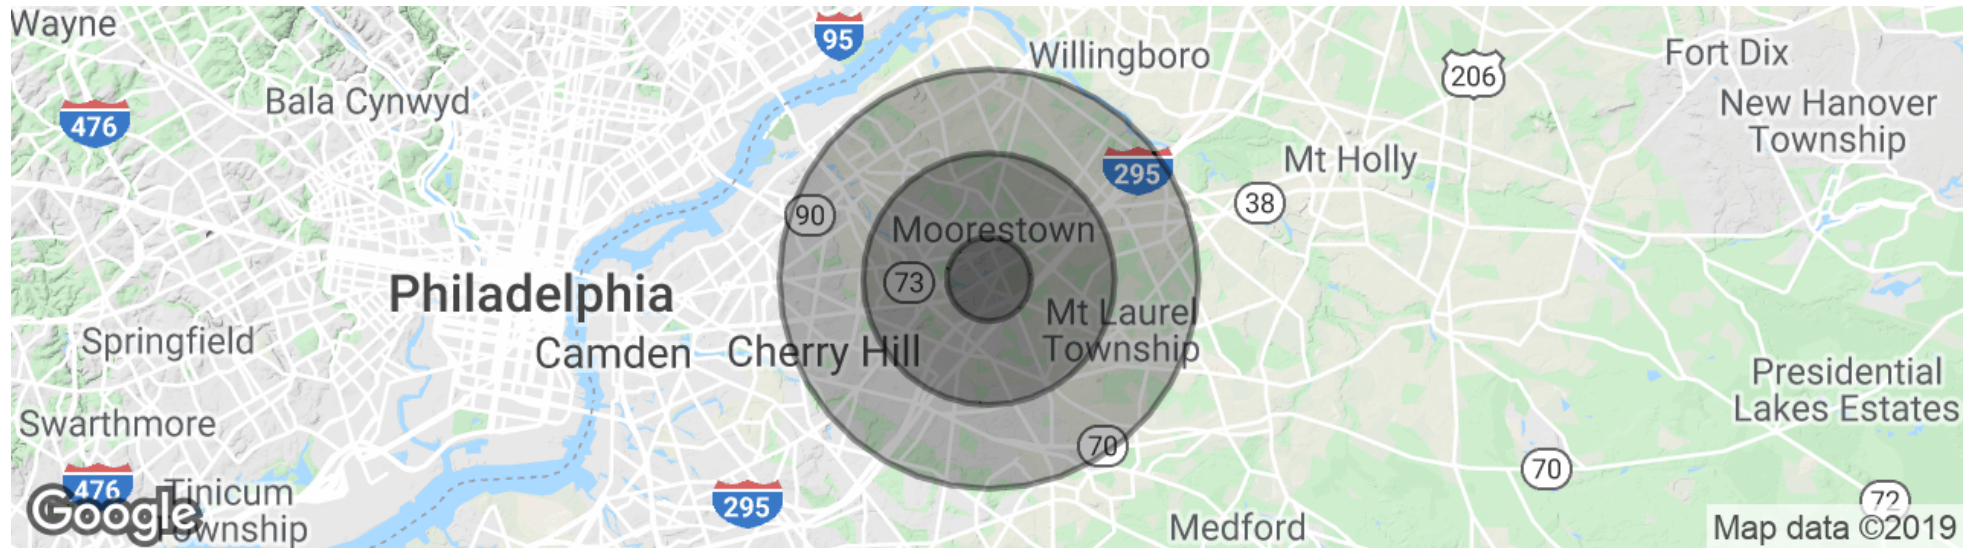 Wayne
95
Willingboro
Fort Dix
206
Bala Cynwyd
476
New Hanover
Township
Mt Holly
295
38
90
Moorestown
73
Philadelphia
Mt Laurel
Township
Springfield
Camden
Cherry Hill
Presidential
Lakes Estates
Swarthmore
70
70
476
Tinicum
Township
295
72
Google
Medford
Map data ©2019